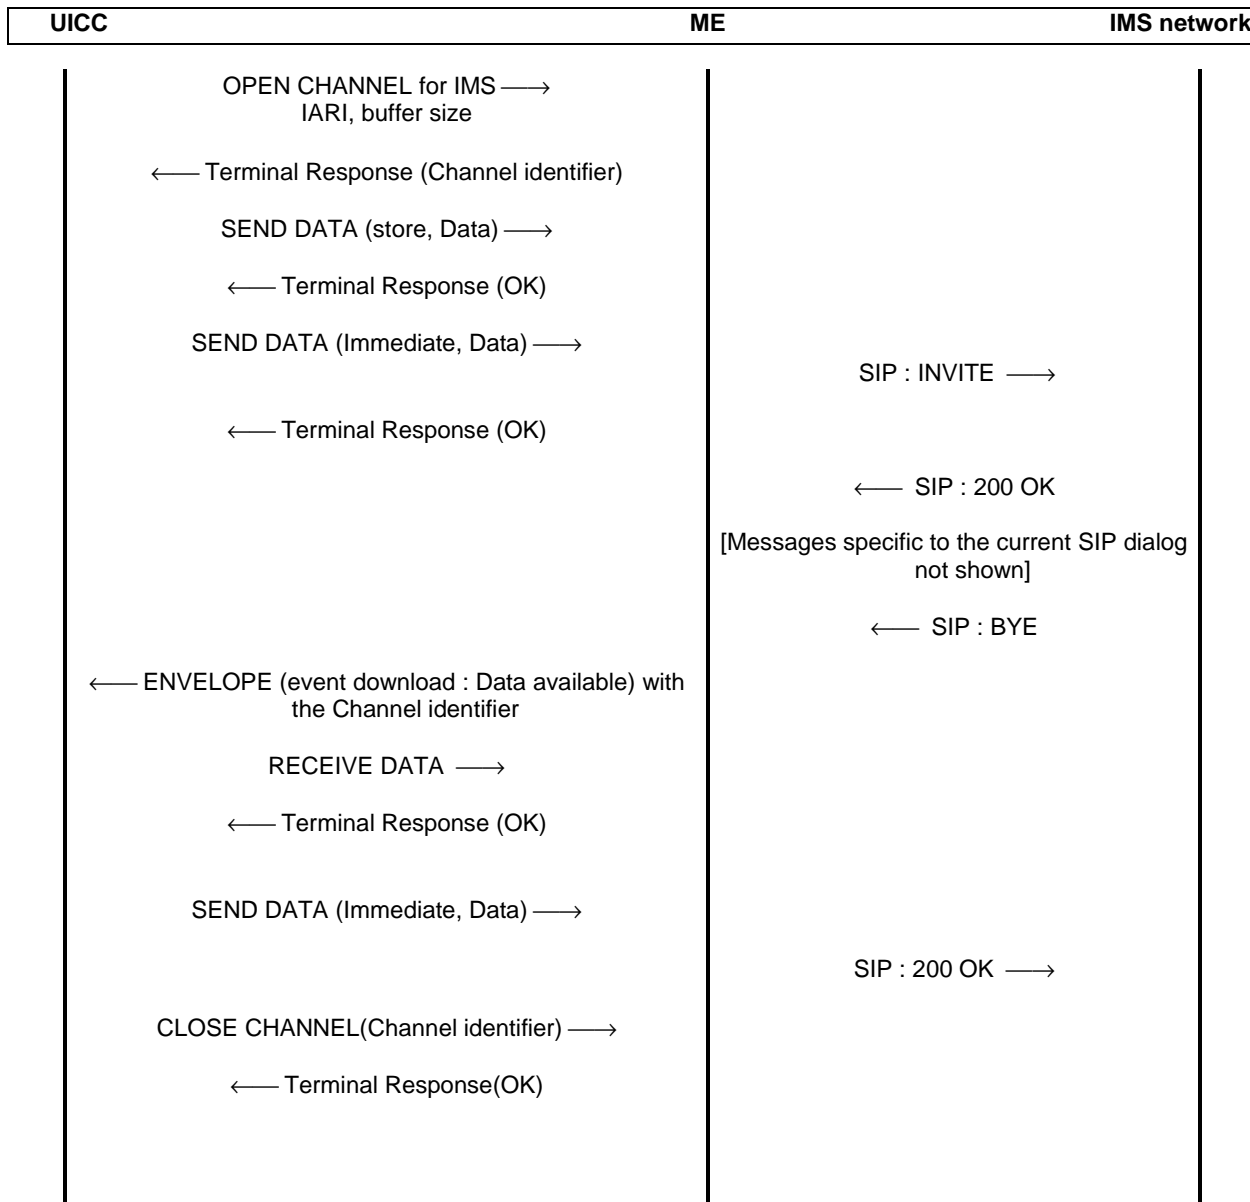 UICC ME IMS network
OPEN CHANNEL for IMS ⟶
IARI, buffer size
⟵ Terminal Response (Channel identifier)
SEND DATA (store, Data) ⟶
⟵ Terminal Response (OK)
SEND DATA (Immediate, Data) ⟶
SIP : INVITE ⟶
⟵ Terminal Response (OK)
⟵ SIP : 200 OK
[Messages specific to the current SIP dialog
not shown]
⟵ SIP : BYE
⟵ ENVELOPE (event download : Data available) with
the Channel identifier
RECEIVE DATA ⟶
⟵ Terminal Response (OK)
SEND DATA (Immediate, Data) ⟶
SIP : 200 OK ⟶
CLOSE CHANNEL(Channel identifier) ⟶
⟵ Terminal Response(OK)